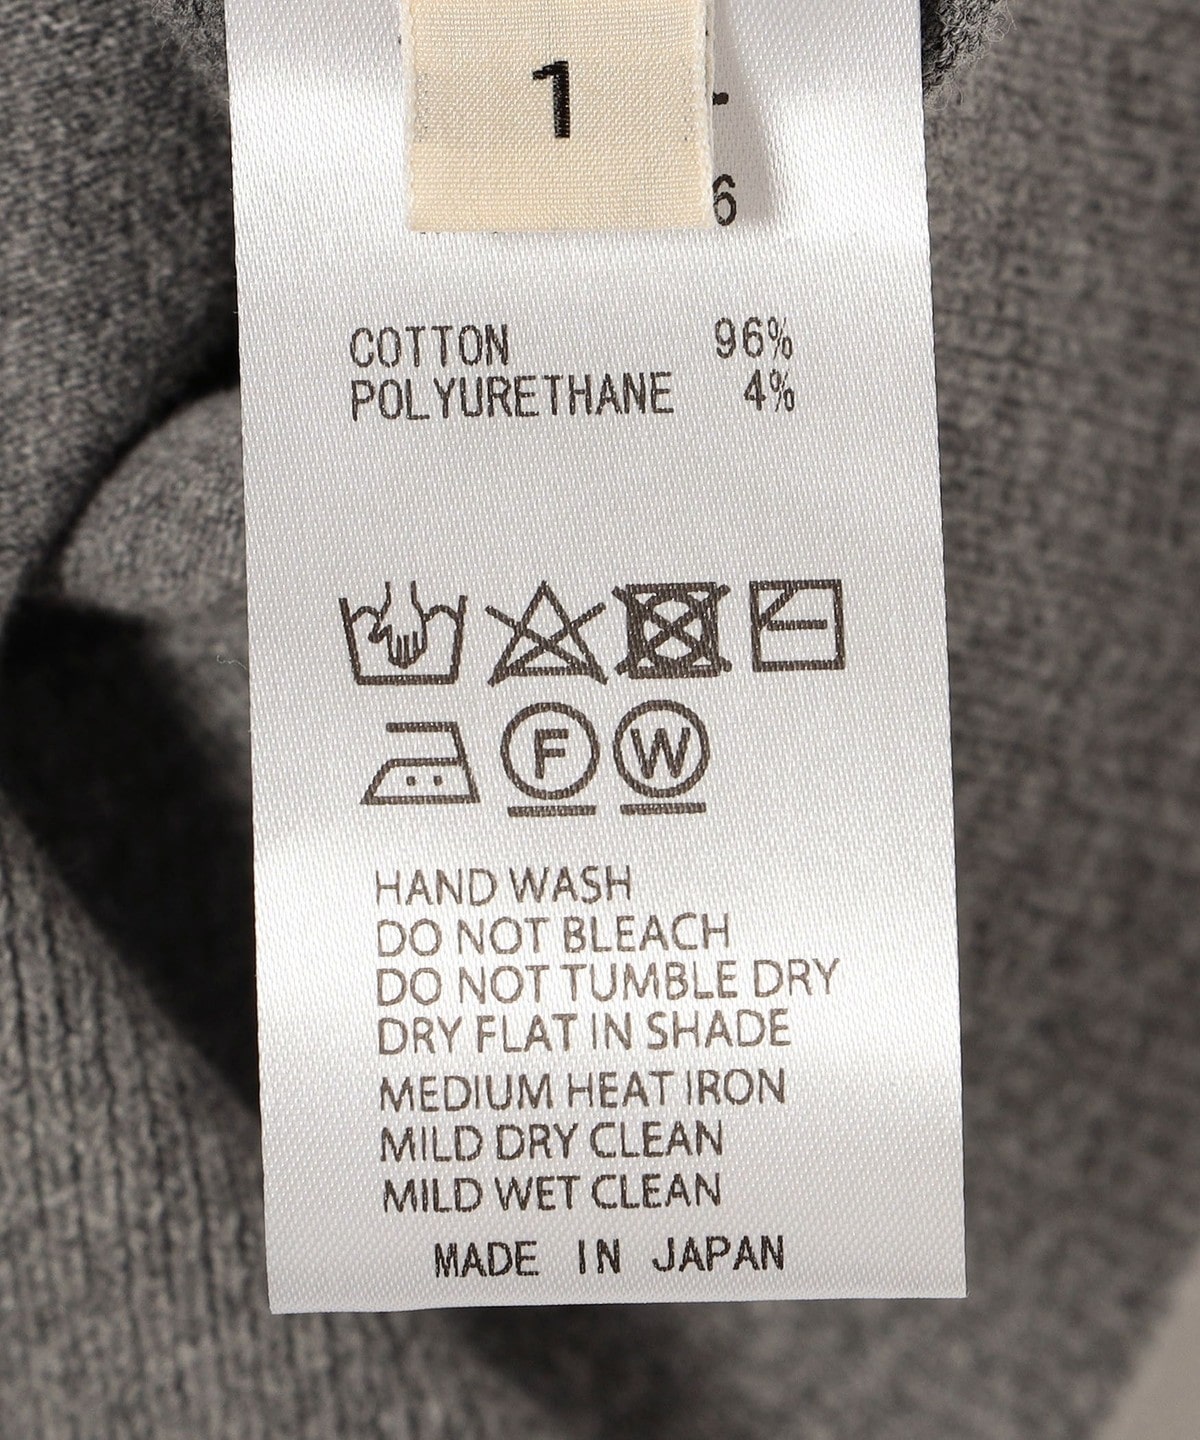 1
6
COTTON 96%
POLYURETHANE 4%
F W
HAND WASH
DO NOT BLEACH
DO NOT TUMBLE DRY
DRY FLAT IN SHADE
MEDIUM HEAT IRON
MILD DRY CLEAN
MILD WET CLEAN
MADE IN JAPAN